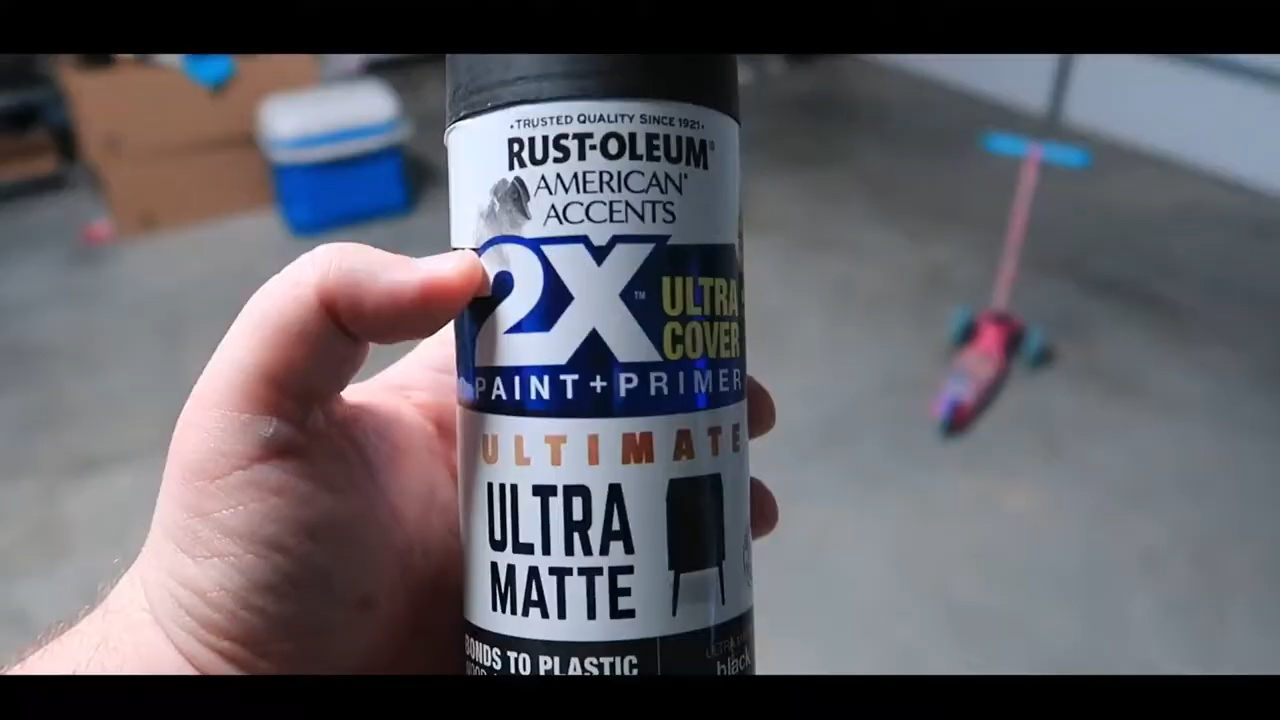 •TRUSTED QUALITY SINCE 1921•
RUST-OLEUM®
AMERICAN®
ACCENTS
2X™ ULTRA
COVER
PAINT+PRIMER
ULTIMATE
ULTRA
MATTE
BONDS TO PLASTIC
black